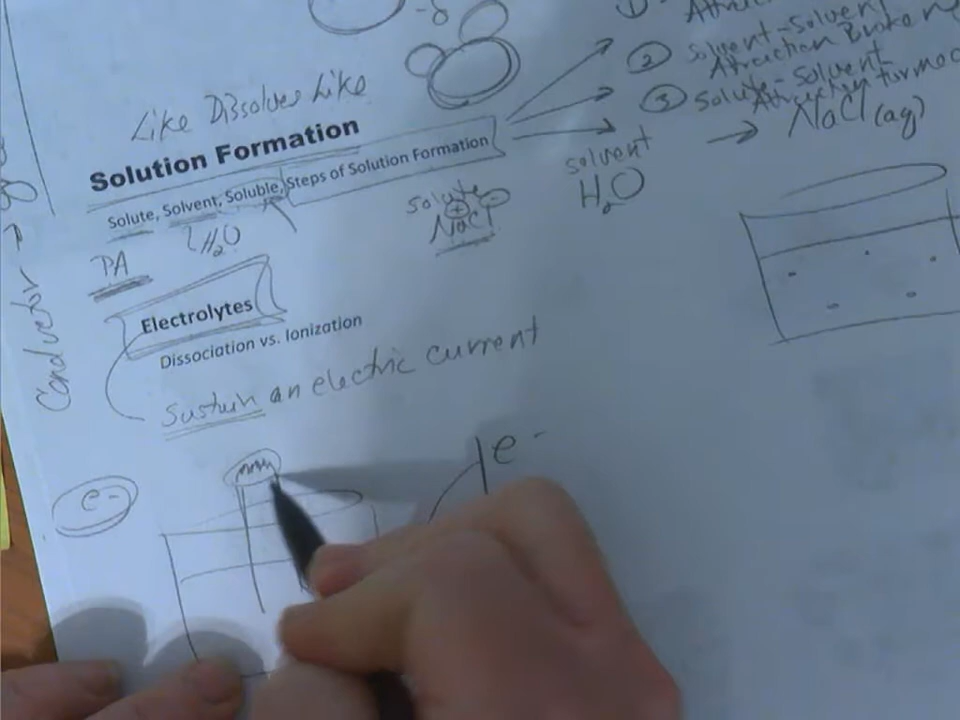 -δ
①
② Solvent-Solvent
Attraction Broken
③ Solute-Solvent
Attraction formed
Like Dissolves Like
Solution Formation
Solute, Solvent, Soluble, Steps of Solution Formation
H₂O
solute
+ -
NaCl
solvent
H₂O
→ NaCl (aq)
PA
Electrolytes
Dissociation vs. Ionization
Sustain an electric current
Conductor →
e-
e-